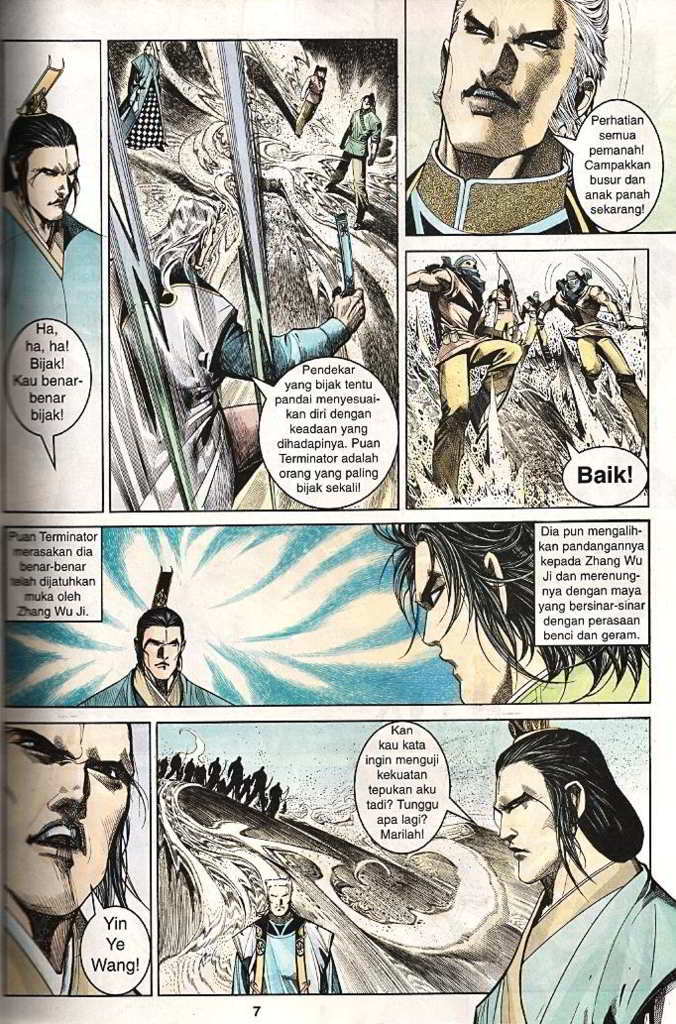 Ha,
ha, ha!
Bijak!
Kau benar-
benar
bijak!
Pendekar
yang bijak tentu
pandai menyesuai-
kan diri dengan
keadaan yang
dihadapinya. Puan
Terminator adalah
orang yang paling
bijak sekali!
Perhatian
semua
pemanah!
Campakkan
busur dan
anak panah
sekarang!
Baik!
Puan Terminator
merasakan dia
benar-benar
telah dijatuhkan
muka oleh
Zhang Wu Ji.
Dia pun mengalih-
kan pandangannya
kepada Zhang Wu
Ji dan merenung-
nya dengan maya
yang bersinar-sinar
dengan perasaan
benci dan geram.
Yin
Ye
Wang!
Kan
kau kata
ingin menguji
kekuatan
tepukan aku
tadi? Tunggu
apa lagi?
Marilah!
7